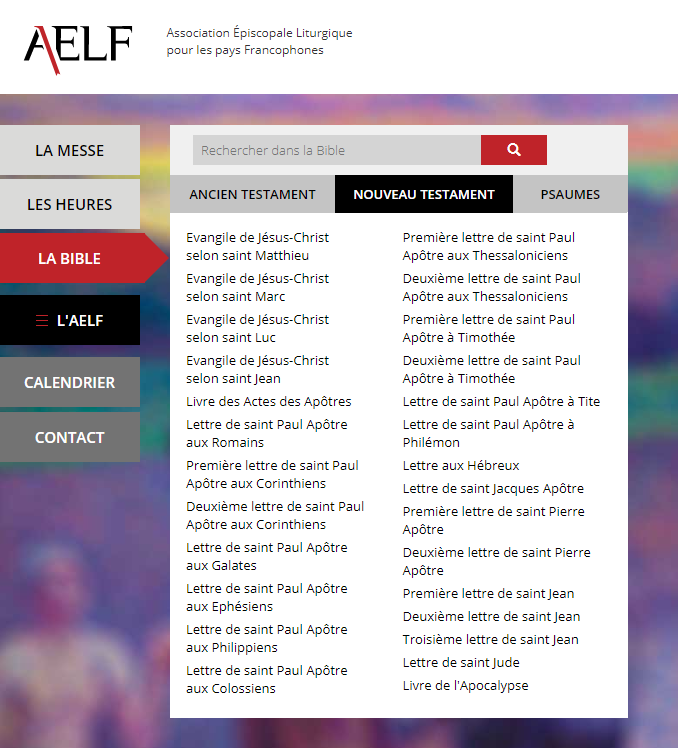 AELF
Association Épiscopale Liturgique
pour les pays Francophones
LA MESSE
LES HEURES
LA BIBLE
L'AELF
CALENDRIER
CONTACT
Rechercher dans la Bible
ANCIEN TESTAMENT
NOUVEAU TESTAMENT
PSAUMES
Evangile de Jésus-Christ
selon saint Matthieu
Evangile de Jésus-Christ
selon saint Marc
Evangile de Jésus-Christ
selon saint Luc
Evangile de Jésus-Christ
selon saint Jean
Livre des Actes des Apôtres
Lettre de saint Paul Apôtre
aux Romains
Première lettre de saint Paul
Apôtre aux Corinthiens
Deuxième lettre de saint Paul
Apôtre aux Corinthiens
Lettre de saint Paul Apôtre
aux Galates
Lettre de saint Paul Apôtre
aux Ephésiens
Lettre de saint Paul Apôtre
aux Philippiens
Lettre de saint Paul Apôtre
aux Colossiens
Première lettre de saint Paul
Apôtre aux Thessaloniciens
Deuxième lettre de saint Paul
Apôtre aux Thessaloniciens
Première lettre de saint Paul
Apôtre à Timothée
Deuxième lettre de saint Paul
Apôtre à Timothée
Lettre de saint Paul Apôtre à Tite
Lettre de saint Paul Apôtre à
Philémon
Lettre aux Hébreux
Lettre de saint Jacques Apôtre
Première lettre de saint Pierre
Apôtre
Deuxième lettre de saint Pierre
Apôtre
Première lettre de saint Jean
Deuxième lettre de saint Jean
Troisième lettre de saint Jean
Lettre de saint Jude
Livre de l'Apocalypse